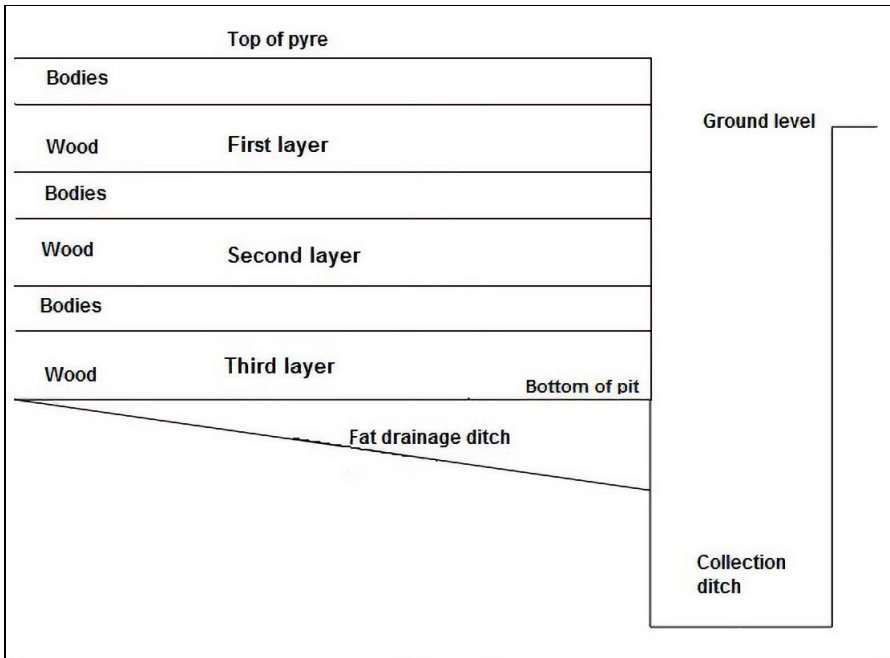 Top of pyre
Bodies
Ground level
Wood
First layer
Bodies
Wood
Second layer
Bodies
Third layer
Wood
Bottom of pit
Fat drainage ditch
Collection
ditch